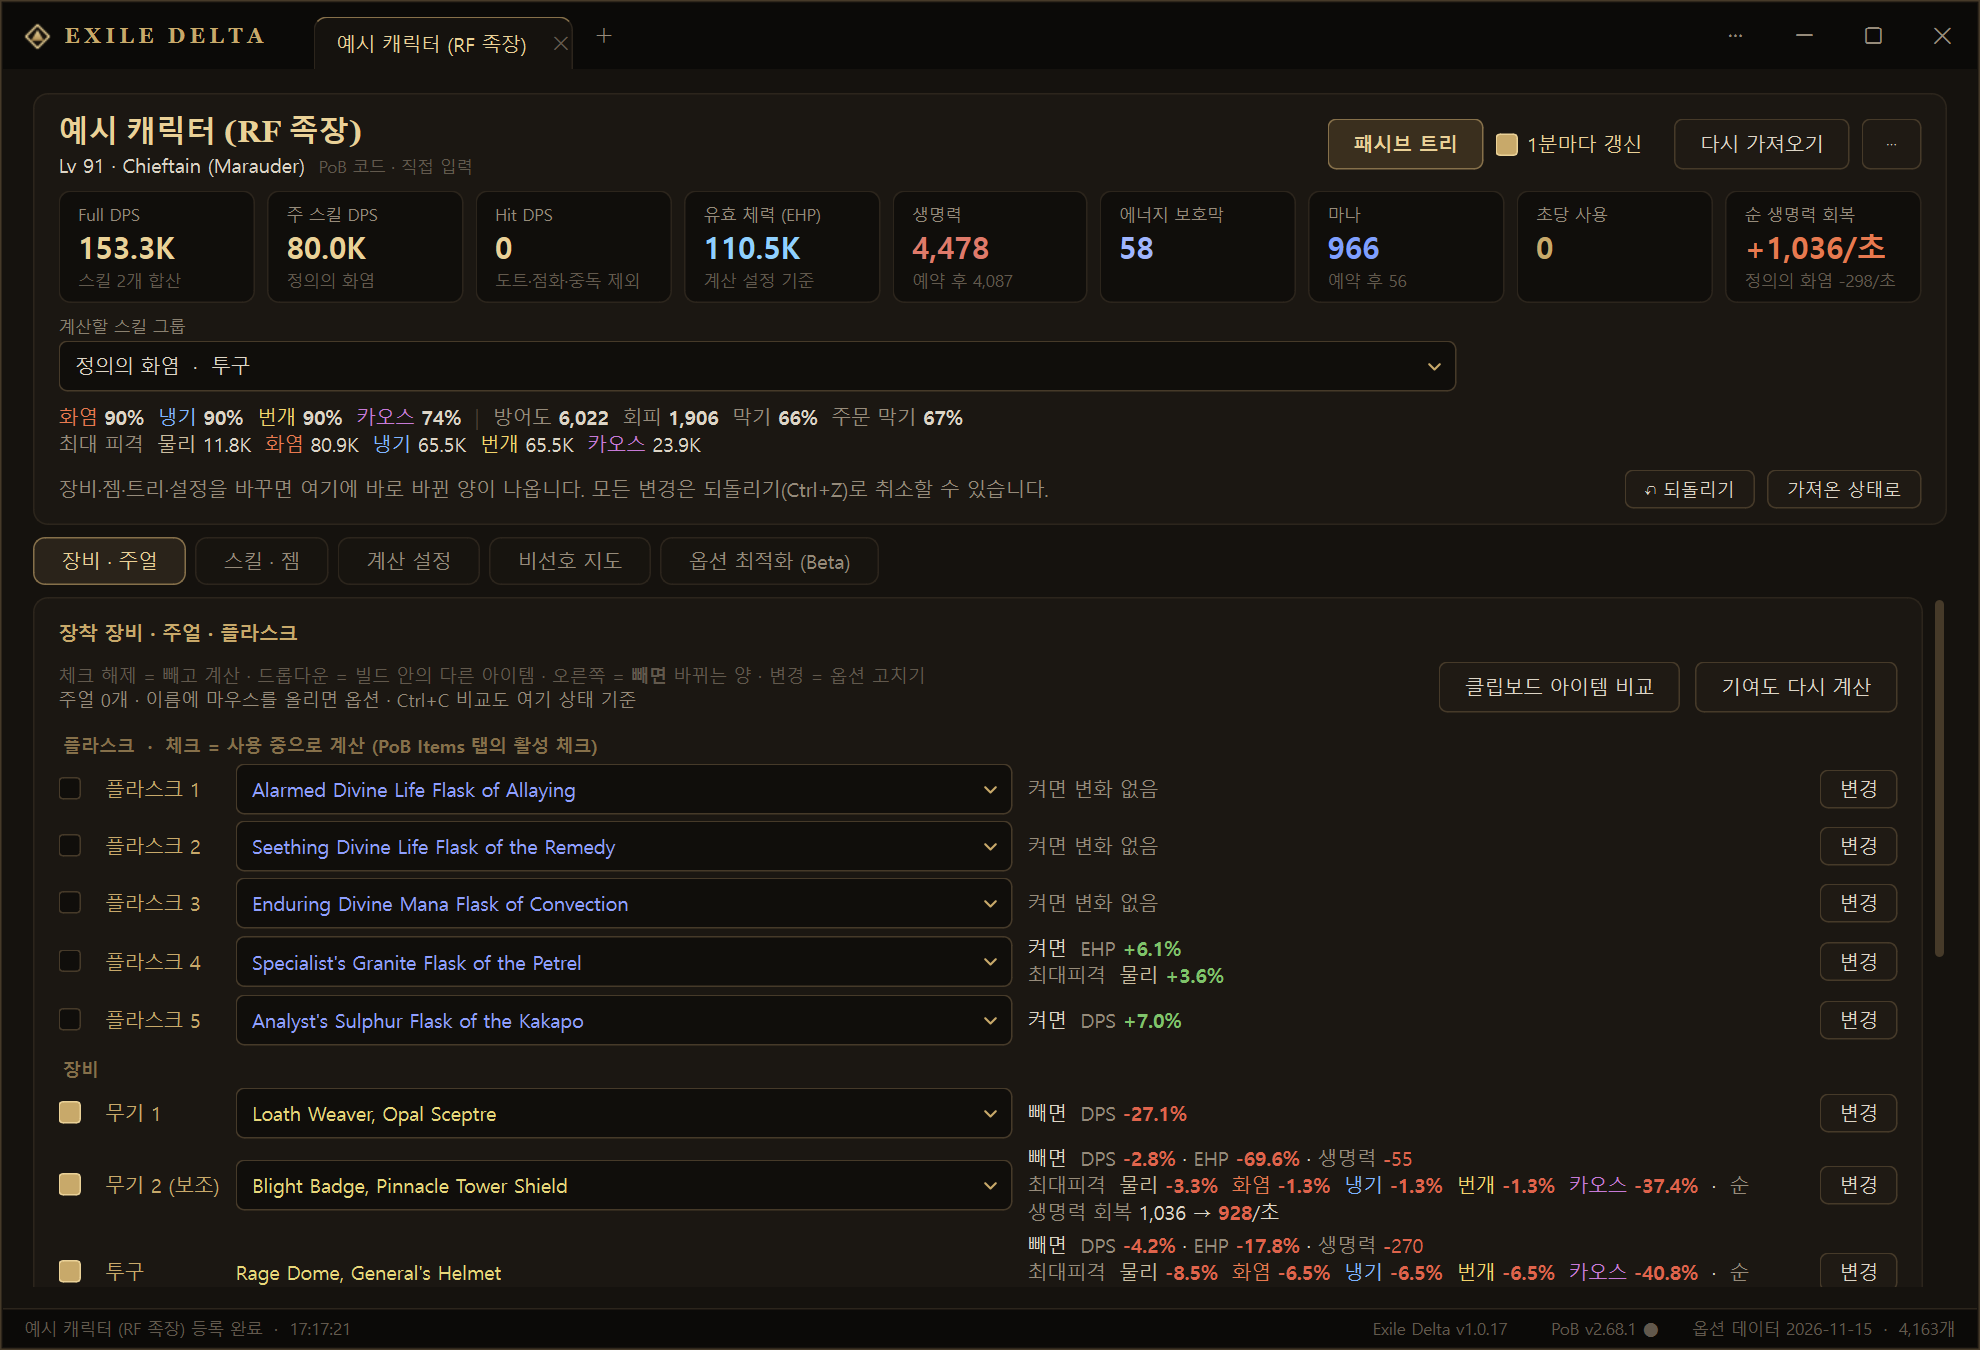 EXILE DELTA
예시 캐릭터 (RF 족장)
예시 캐릭터 (RF 족장)
Lv 91 · Chieftain (Marauder) PoB 코드 · 직접 입력
패시브 트리
1분마다 갱신
다시 가져오기
...
Full DPS
153.3K
스킬 2개 합산
주 스킬 DPS
80.0K
정의의 화염
Hit DPS
0
도트·점화·중독 제외
유효 체력 (EHP)
110.5K
계산 설정 기준
생명력
4,478
예약 후 4,087
에너지 보호막
58
마나
966
예약 후 56
초당 사용
0
순 생명력 회복
+1,036/초
정의의 화염 -298/초
계산할 스킬 그룹
정의의 화염 · 투구
화염 90% 냉기 90% 번개 90% 카오스 74% | 방어도 6,022 회피 1,906 막기 66% 주문 막기 67%
최대 피격 물리 11.8K 화염 80.9K 냉기 65.5K 번개 65.5K 카오스 23.9K
장비·젬·트리·설정을 바꾸면 여기에 바로 바뀐 양이 나옵니다. 모든 변경은 되돌리기(Ctrl+Z)로 취소할 수 있습니다.
되돌리기
가져온 상태로
장비 · 주얼
스킬 · 젬
계산 설정
비선호 지도
옵션 최적화 (Beta)
장착 장비 · 주얼 · 플라스크
체크 해제 = 빼고 계산 · 드롭다운 = 빌드 안의 다른 아이템 · 오른쪽 = 빼면 바뀌는 양 · 변경 = 옵션 고치기
주얼 0개 · 이름에 마우스를 올리면 옵션 · Ctrl+C 비교도 여기 상태 기준
클립보드 아이템 비교
기여도 다시 계산
플라스크 · 체크 = 사용 중으로 계산 (PoB Items 탭의 활성 체크)
플라스크 1 Alarmed Divine Life Flask of Allaying 켜면 변화 없음 변경
플라스크 2 Seething Divine Life Flask of the Remedy 켜면 변화 없음 변경
플라스크 3 Enduring Divine Mana Flask of Convection 켜면 변화 없음 변경
플라스크 4 Specialist's Granite Flask of the Petrel 켜면 EHP +6.1%
최대피격 물리 +3.6%
변경
플라스크 5 Analyst's Sulphur Flask of the Kakapo 켜면 DPS +7.0% 변경
장비
무기 1 Loath Weaver, Opal Sceptre 빼면 DPS -27.1% 변경
무기 2 (보조) Blight Badge, Pinnacle Tower Shield
빼면 DPS -2.8% · EHP -69.6% · 생명력 -55
최대피격 물리 -3.3% 화염 -1.3% 냉기 -1.3% 번개 -1.3% 카오스 -37.4% · 순
생명력 회복 1,036 → 928/초
변경
투구 Rage Dome, General's Helmet
빼면 DPS -4.2% · EHP -17.8% · 생명력 -270
최대피격 물리 -8.5% 화염 -6.5% 냉기 -6.5% 번개 -6.5% 카오스 -40.8% · 순
변경
예시 캐릭터 (RF 족장) 등록 완료 · 17:17:21
Exile Delta v1.0.17
PoB v2.68.1
옵션 데이터 2026-11-15 · 4,163개